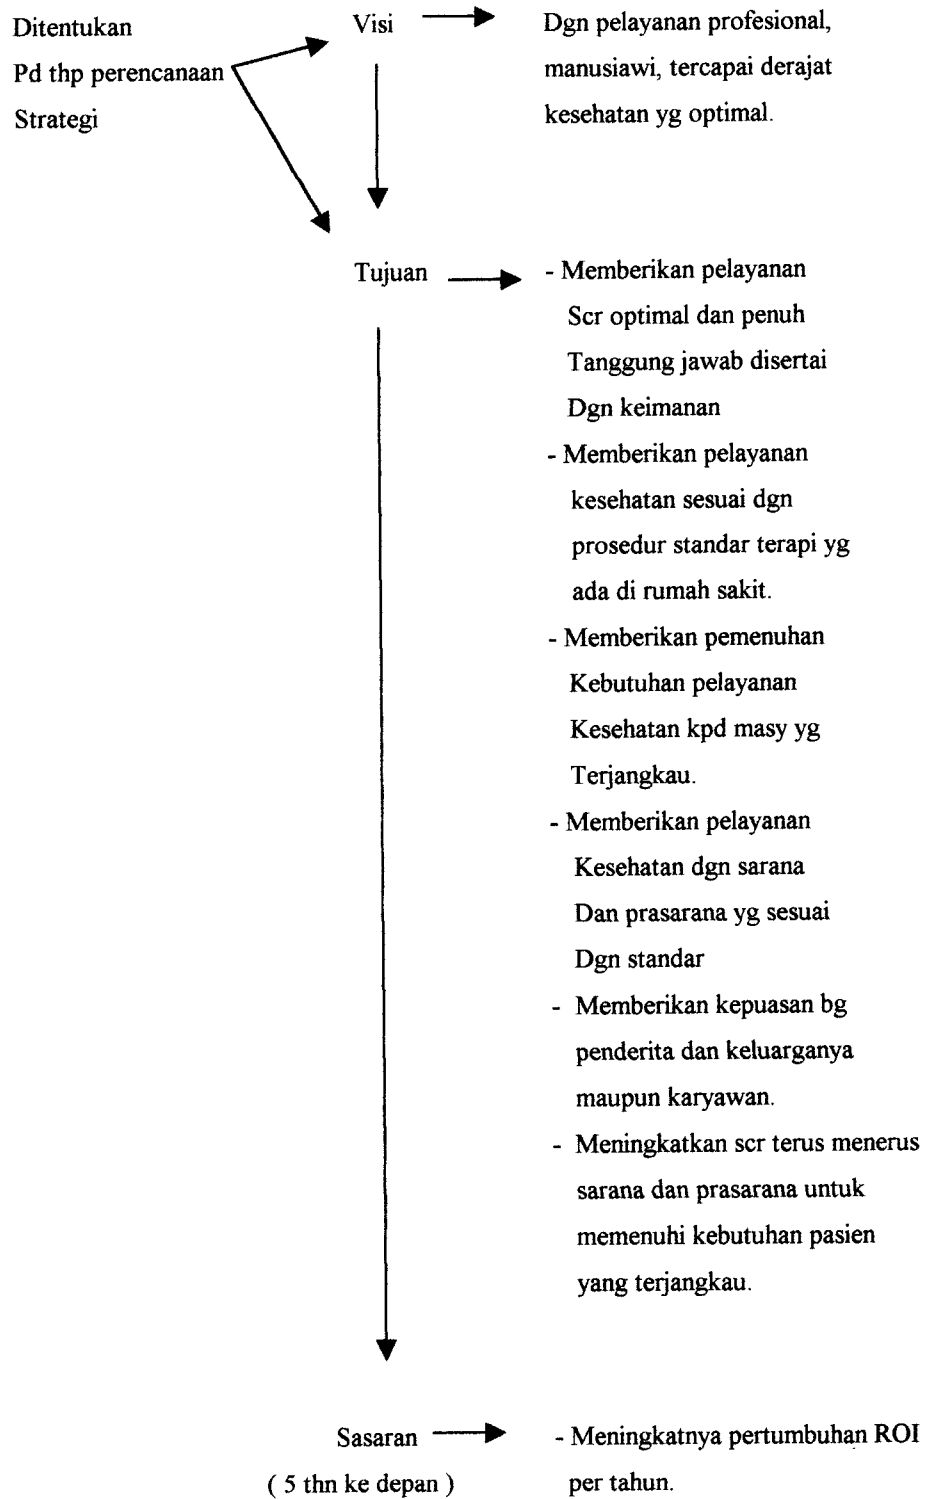 Ditentukan
Pd thp perencanaan
Strategi
Visi
Dgn pelayanan profesional,
manusiawi, tercapai derajat
kesehatan yg optimal.
Tujuan
- Memberikan pelayanan
Scr optimal dan penuh
Tanggung jawab disertai
Dgn keimanan
- Memberikan pelayanan
kesehatan sesuai dgn
prosedur standar terapi yg
ada di rumah sakit.
- Memberikan pemenuhan
Kebutuhan pelayanan
Kesehatan kpd masy yg
Terjangkau.
- Memberikan pelayanan
Kesehatan dgn sarana
Dan prasarana yg sesuai
Dgn standar
- Memberikan kepuasan bg
penderita dan keluarganya
maupun karyawan.
- Meningkatkan scr terus menerus
sarana dan prasarana untuk
memenuhi kebutuhan pasien
yang terjangkau.
Sasaran
( 5 thn ke depan )
- Meningkatnya pertumbuhan ROI
per tahun.